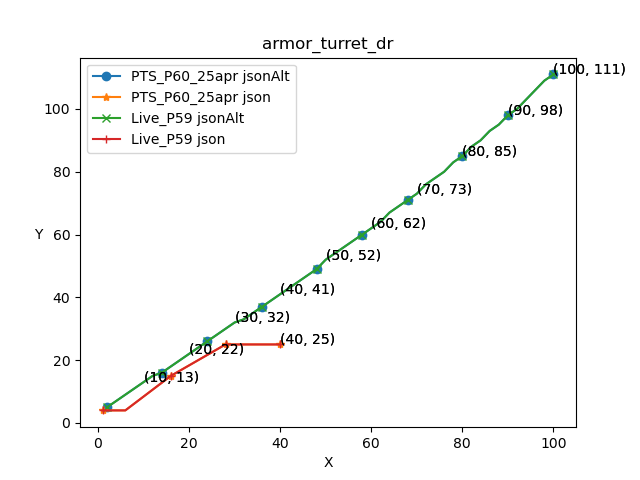 armor_turret_dr
PTS_P60_25apr jsonAlt
PTS_P60_25apr json
Live_P59 jsonAlt
Live_P59 json
(100, 111)
(90, 98)
(80, 85)
(70, 73)
(60, 62)
(50, 52)
(40, 41)
(30, 32)
(40, 25)
(20, 22)
(10, 13)
Y
100
80
60
40
20
0
0 20 40 60 80 100
X